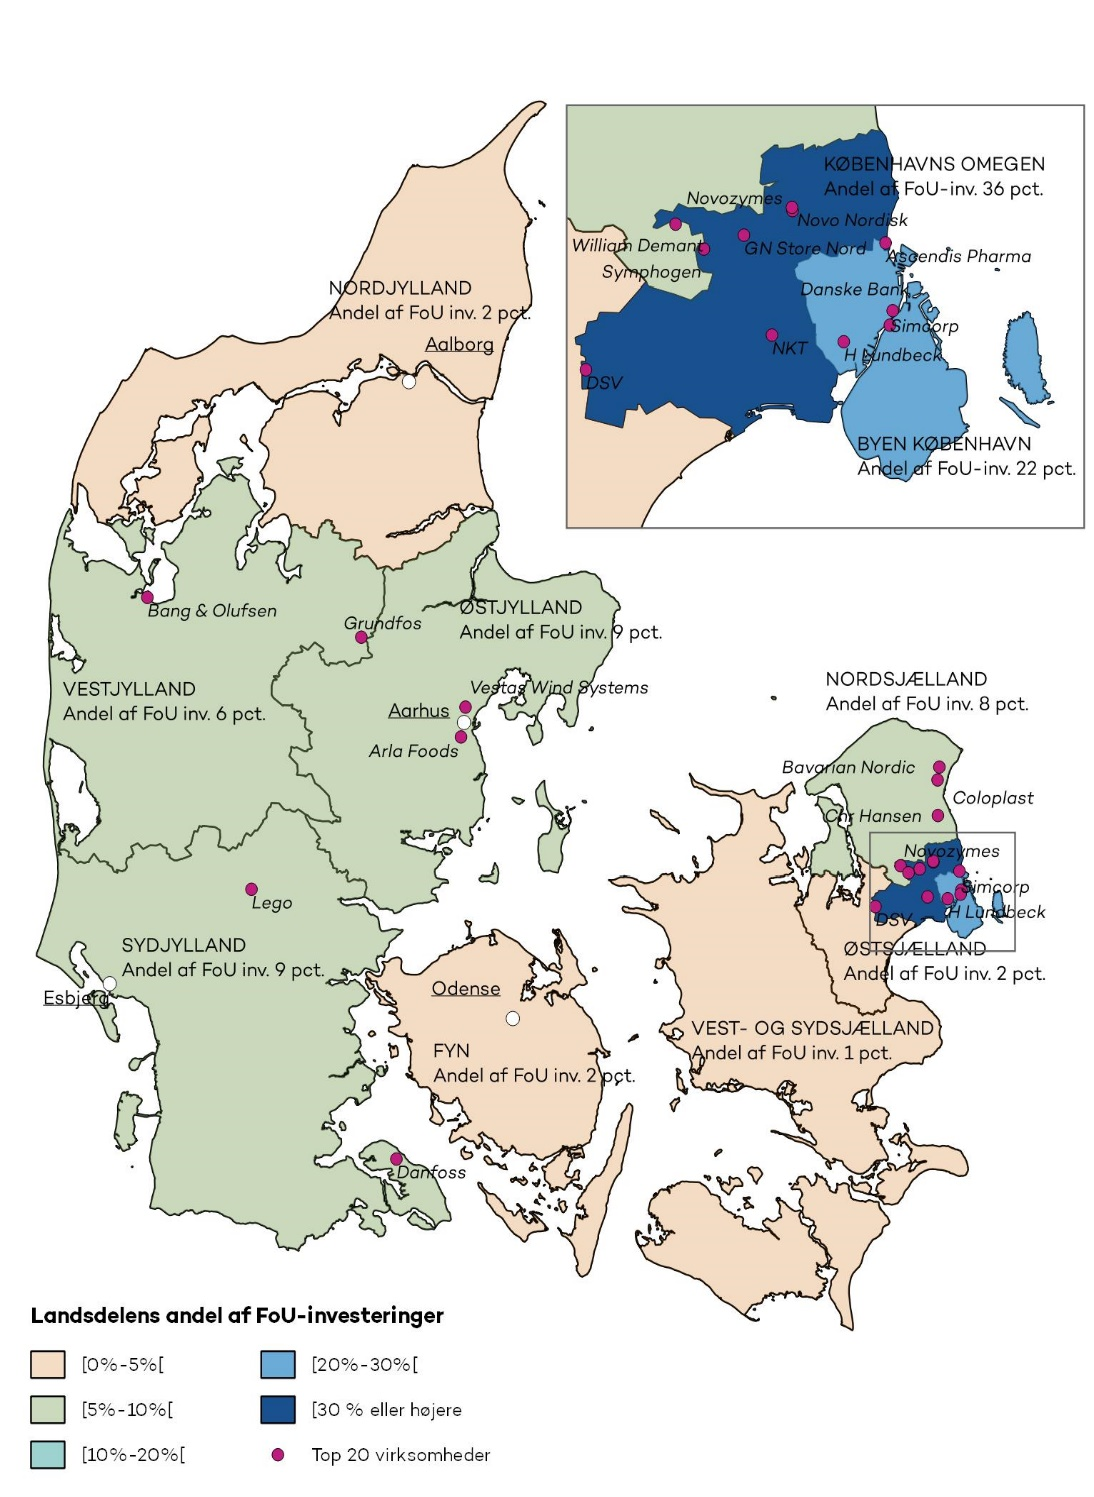 KØBENHAVNS OMEGEN
Andel af FoU-inv. 36 pct.
Novozymes
Novo Nordisk
William Demant
GN Store Nord
Ascendis Pharma
Symphogen
Danske Bank
Simcorp
NKT
H Lundbeck
DSV
BYEN KØBENHAVN
Andel af FoU-inv. 22 pct.
NORDJYLLAND
Andel af FoU inv. 2 pct.
Aalborg
Bang & Olufsen
Grundfos
ØSTJYLLAND
Andel af FoU inv. 9 pct.
VESTJYLLAND
Andel af FoU inv. 6 pct.
Vestas Wind Systems
Aarhus
Arla Foods
NORDSJÆLLAND
Andel af FoU inv. 8 pct.
Bavarian Nordic
Coloplast
Chr Hansen
Novozymes
Simcorp
H Lundbeck
DSV
Lego
SYDJYLLAND
Andel af FoU inv. 9 pct.
Esbjerg
ØSTSJÆLLAND
Andel af FoU inv. 2 pct.
Odense
FYN
Andel af FoU inv. 2 pct.
VEST- OG SYDSJÆLLAND
Andel af FoU inv. 1 pct.
Danfoss
Landsdelens andel af FoU-investeringer
[0%-5%[
[20%-30%[
[5%-10%[
[30 % eller højere
[10%-20%[
Top 20 virksomheder